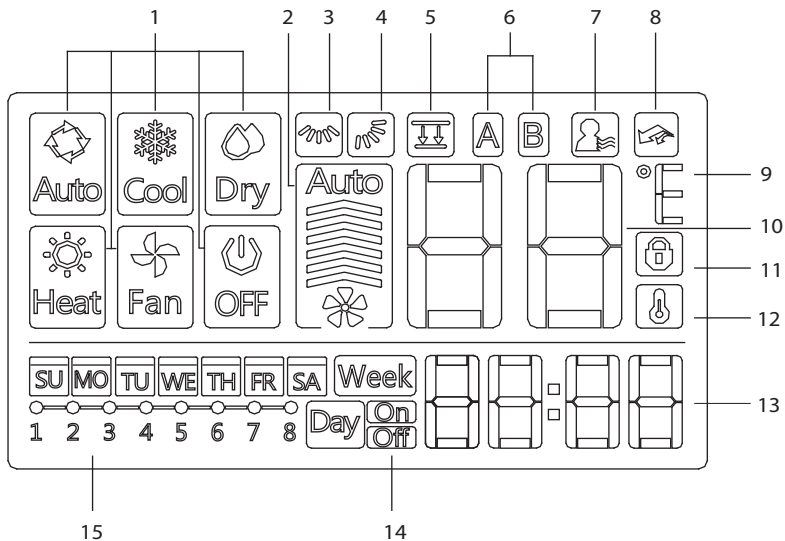 1 2 3 4 5 6 7 8
Auto Cool Dry Auto A B
9
10
Heat Fan OFF
11
12
SU MO TU WE TH FR SA Week 88:88
13
1 2 3 4 5 6 7 8 Day On
Off
15 14